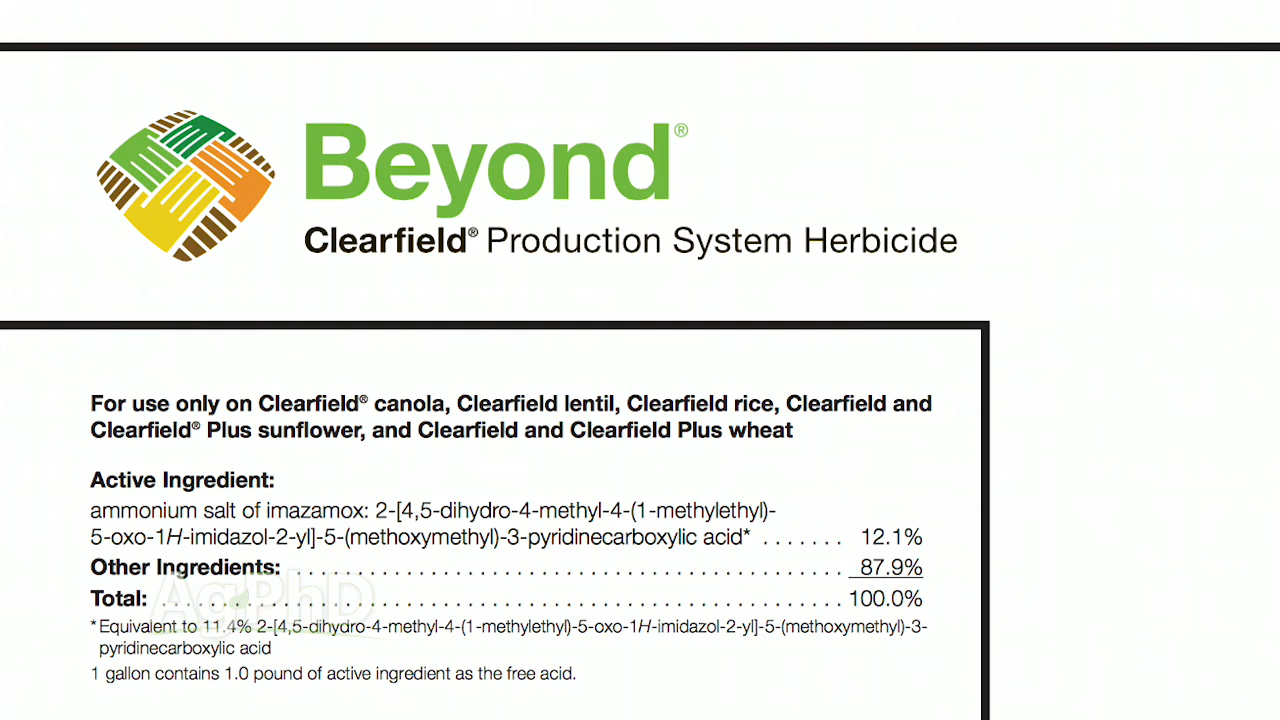 Beyond®
Clearfield® Production System Herbicide
For use only on Clearfield® canola, Clearfield lentil, Clearfield rice, Clearfield and
Clearfield® Plus sunflower, and Clearfield and Clearfield Plus wheat
Active Ingredient:
ammonium salt of imazamox: 2-[4,5-dihydro-4-methyl-4-(1-methylethyl)-
5-oxo-1H-imidazol-2-yl]-5-(methoxymethyl)-3-pyridinecarboxylic acid* . . . . . . . 12.1%
Other Ingredients: . . . . . . . . . . . . . . . . . . . . . . . . . . . . . . . . . . . . . . . . . . . . . . . . . 87.9%
Total: . . . . . . . . . . . . . . . . . . . . . . . . . . . . . . . . . . . . . . . . . . . . . . . . . . . . . . . . . . . . 100.0%
AgPhD
*Equivalent to 11.4% 2-[4,5-dihydro-4-methyl-4-(1-methylethyl)-5-oxo-1H-imidazol-2-yl]-5-(methoxymethyl)-3-
pyridinecarboxylic acid
1 gallon contains 1.0 pound of active ingredient as the free acid.